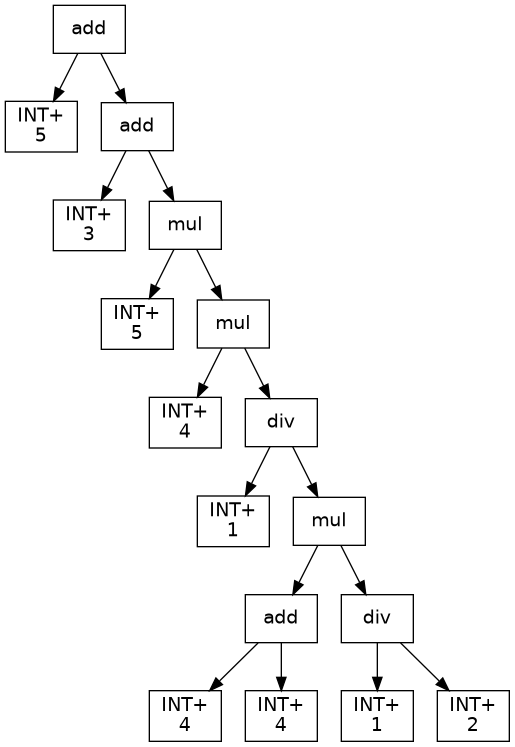 add
INT+
5
add
INT+
3
mul
INT+
5
mul
INT+
4
div
INT+
1
mul
add
div
INT+
4
INT+
4
INT+
1
INT+
2